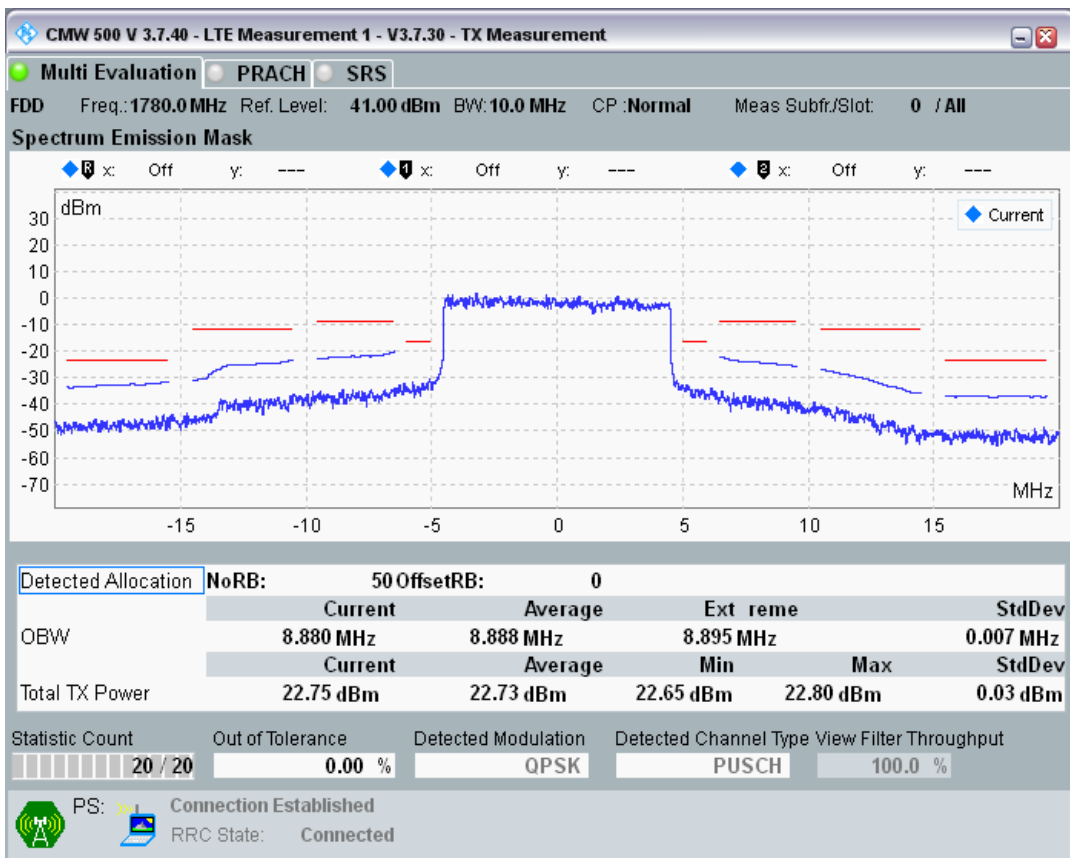 CMW 500 V 3.7.40 - LTE Measurement 1 - V3.7.30 - TX Measurement
Multi Evaluation PRACH SRS
FDD Freq.: 1780.0 MHz Ref. Level: 41.00 dBm BW: 10.0 MHz CP : Normal Meas Subfr./Slot: 0 / All
Spectrum Emission Mask
R x: Off y: --- 1 x: Off y: --- 2 x: Off y: ---
dBm
Current
30
20
10
0
-10
-20
-30
-40
-50
-60
-70
MHz
-15 -10 -5 0 5 10 15
Detected Allocation NoRB: 50 OffsetRB: 0
Current Average Ext reme StdDev
OBW 8.880 MHz 8.888 MHz 8.895 MHz 0.007 MHz
Current Average Min Max StdDev
Total TX Power 22.75 dBm 22.73 dBm 22.65 dBm 22.80 dBm 0.03 dBm
Statistic Count Out of Tolerance Detected Modulation Detected Channel Type View Filter Throughput
20 / 20 0.00 % QPSK PUSCH 100.0 %
PS: Connection Established
RRC State: Connected